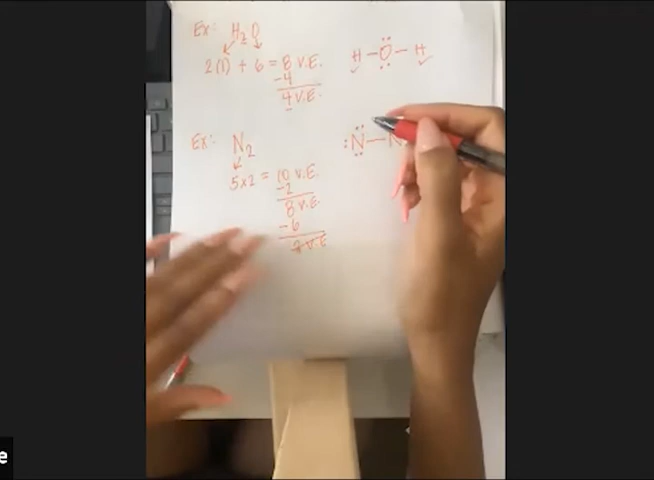 Ex: H2O
2(1) + 6 = 8 V.E.
-4
4 V.E.
H-O-H
Ex: N2
5x2 = 10 V.E.
-2
8 V.E.
-6
2 V.E
:N-N
e